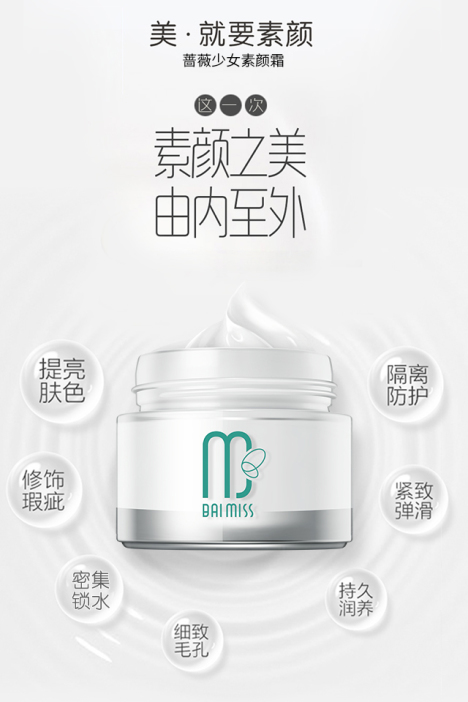 美·就要素颜
蔷薇少女素颜霜
这一次
素颜之美
由内至外
提亮
肤色
隔离
防护
修饰
瑕疵
紧致
弹滑
密集
锁水
持久
润养
细致
毛孔
BAI MISS